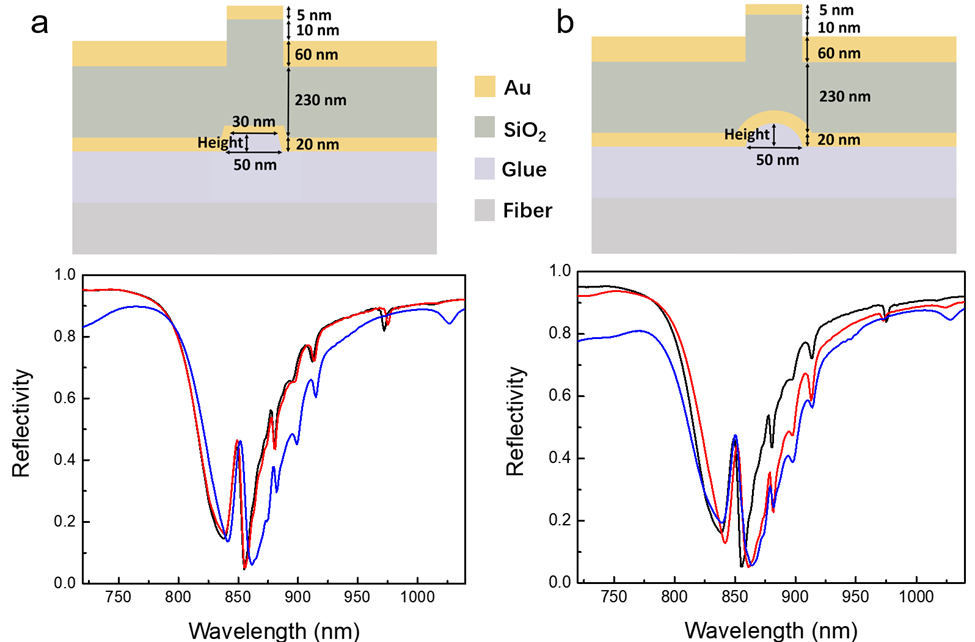 a
5 nm
10 nm
60 nm
230 nm
30 nm
Height
20 nm
50 nm
Au
SiO₂
Glue
Fiber
b
5 nm
10 nm
60 nm
230 nm
Height
20 nm
50 nm
1.0
0.8
0.6
0.4
0.2
0.0
Reflectivity
750 800 850 900 950 1000
Wavelength (nm)
1.0
0.8
0.6
0.4
0.2
0.0
Reflectivity
750 800 850 900 950 1000
Wavelength (nm)